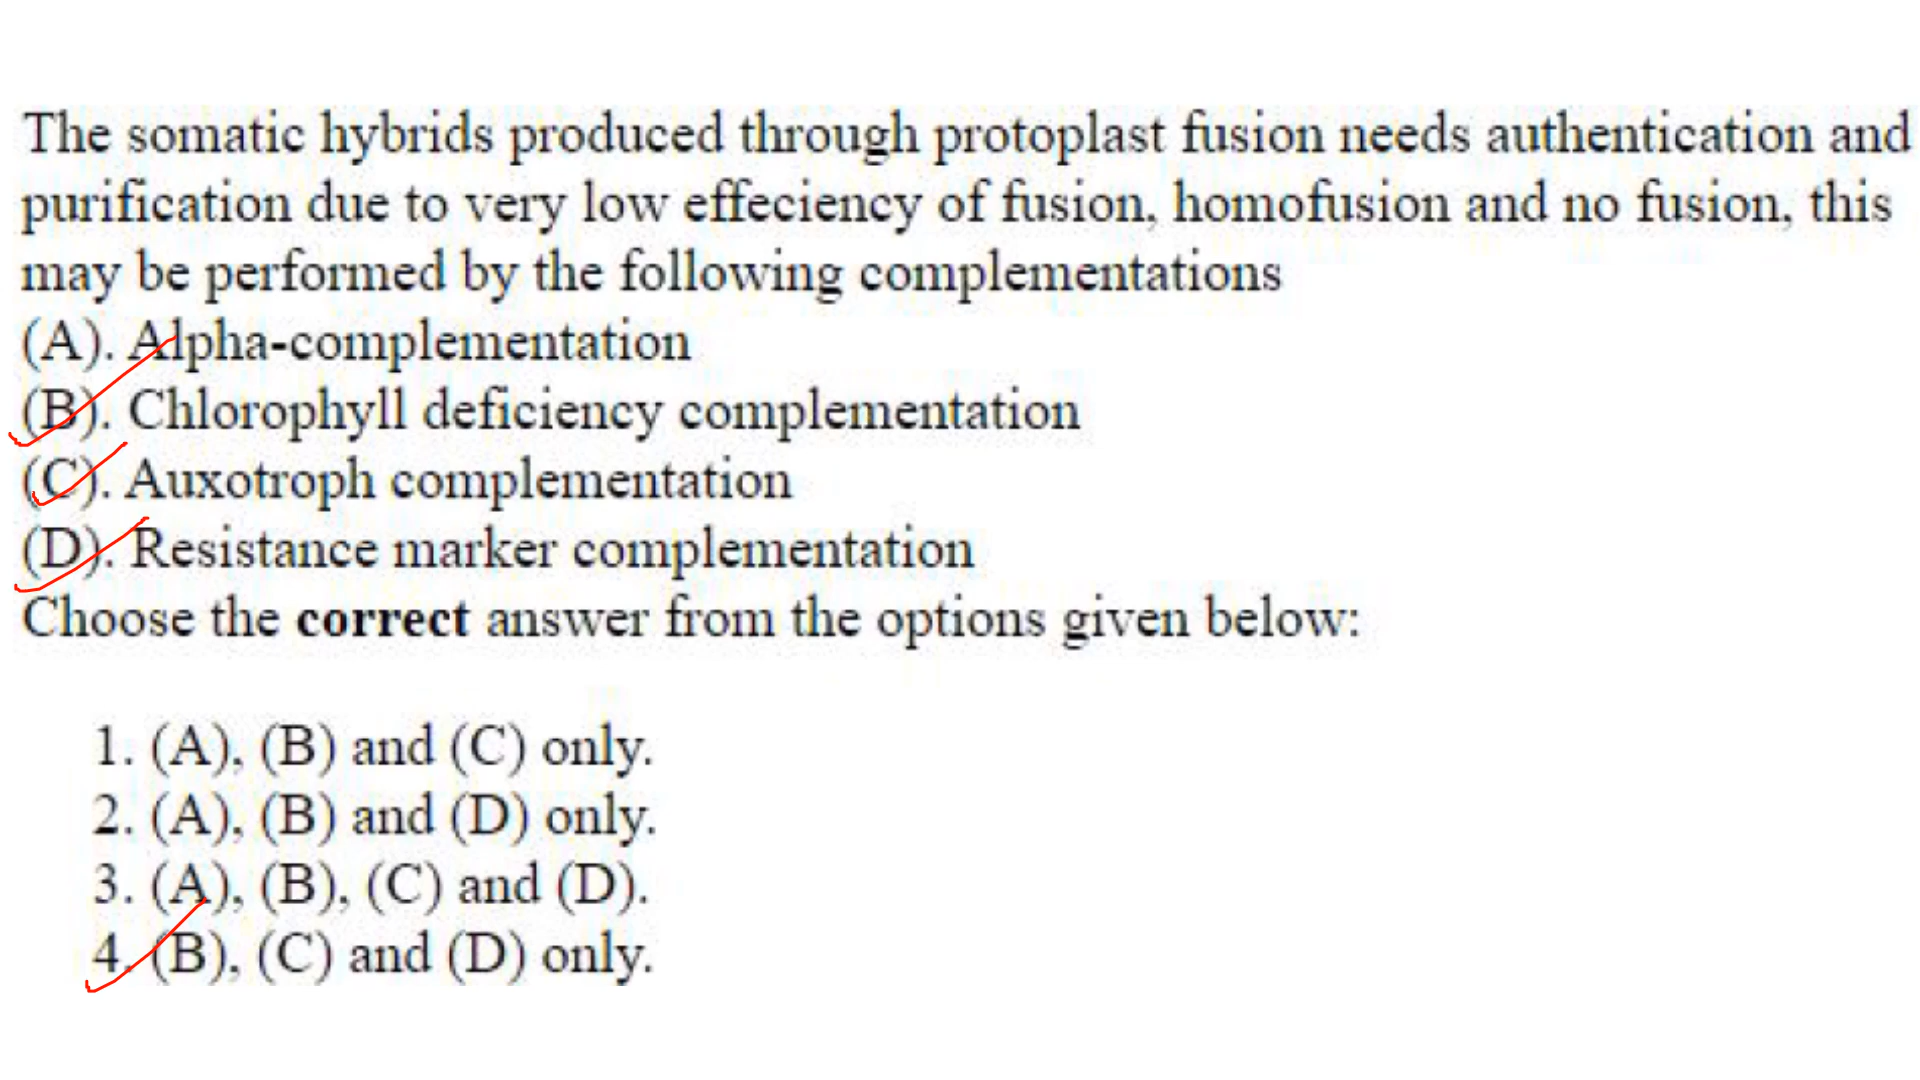 The somatic hybrids produced through protoplast fusion needs authentication and
purification due to very low effeciency of fusion, homofusion and no fusion, this
may be performed by the following complementations
(A). Alpha-complementation
(B). Chlorophyll deficiency complementation
(C). Auxotroph complementation
(D). Resistance marker complementation
Choose the correct answer from the options given below:
1. (A), (B) and (C) only.
2. (A), (B) and (D) only.
3. (A), (B), (C) and (D).
4. (B), (C) and (D) only.